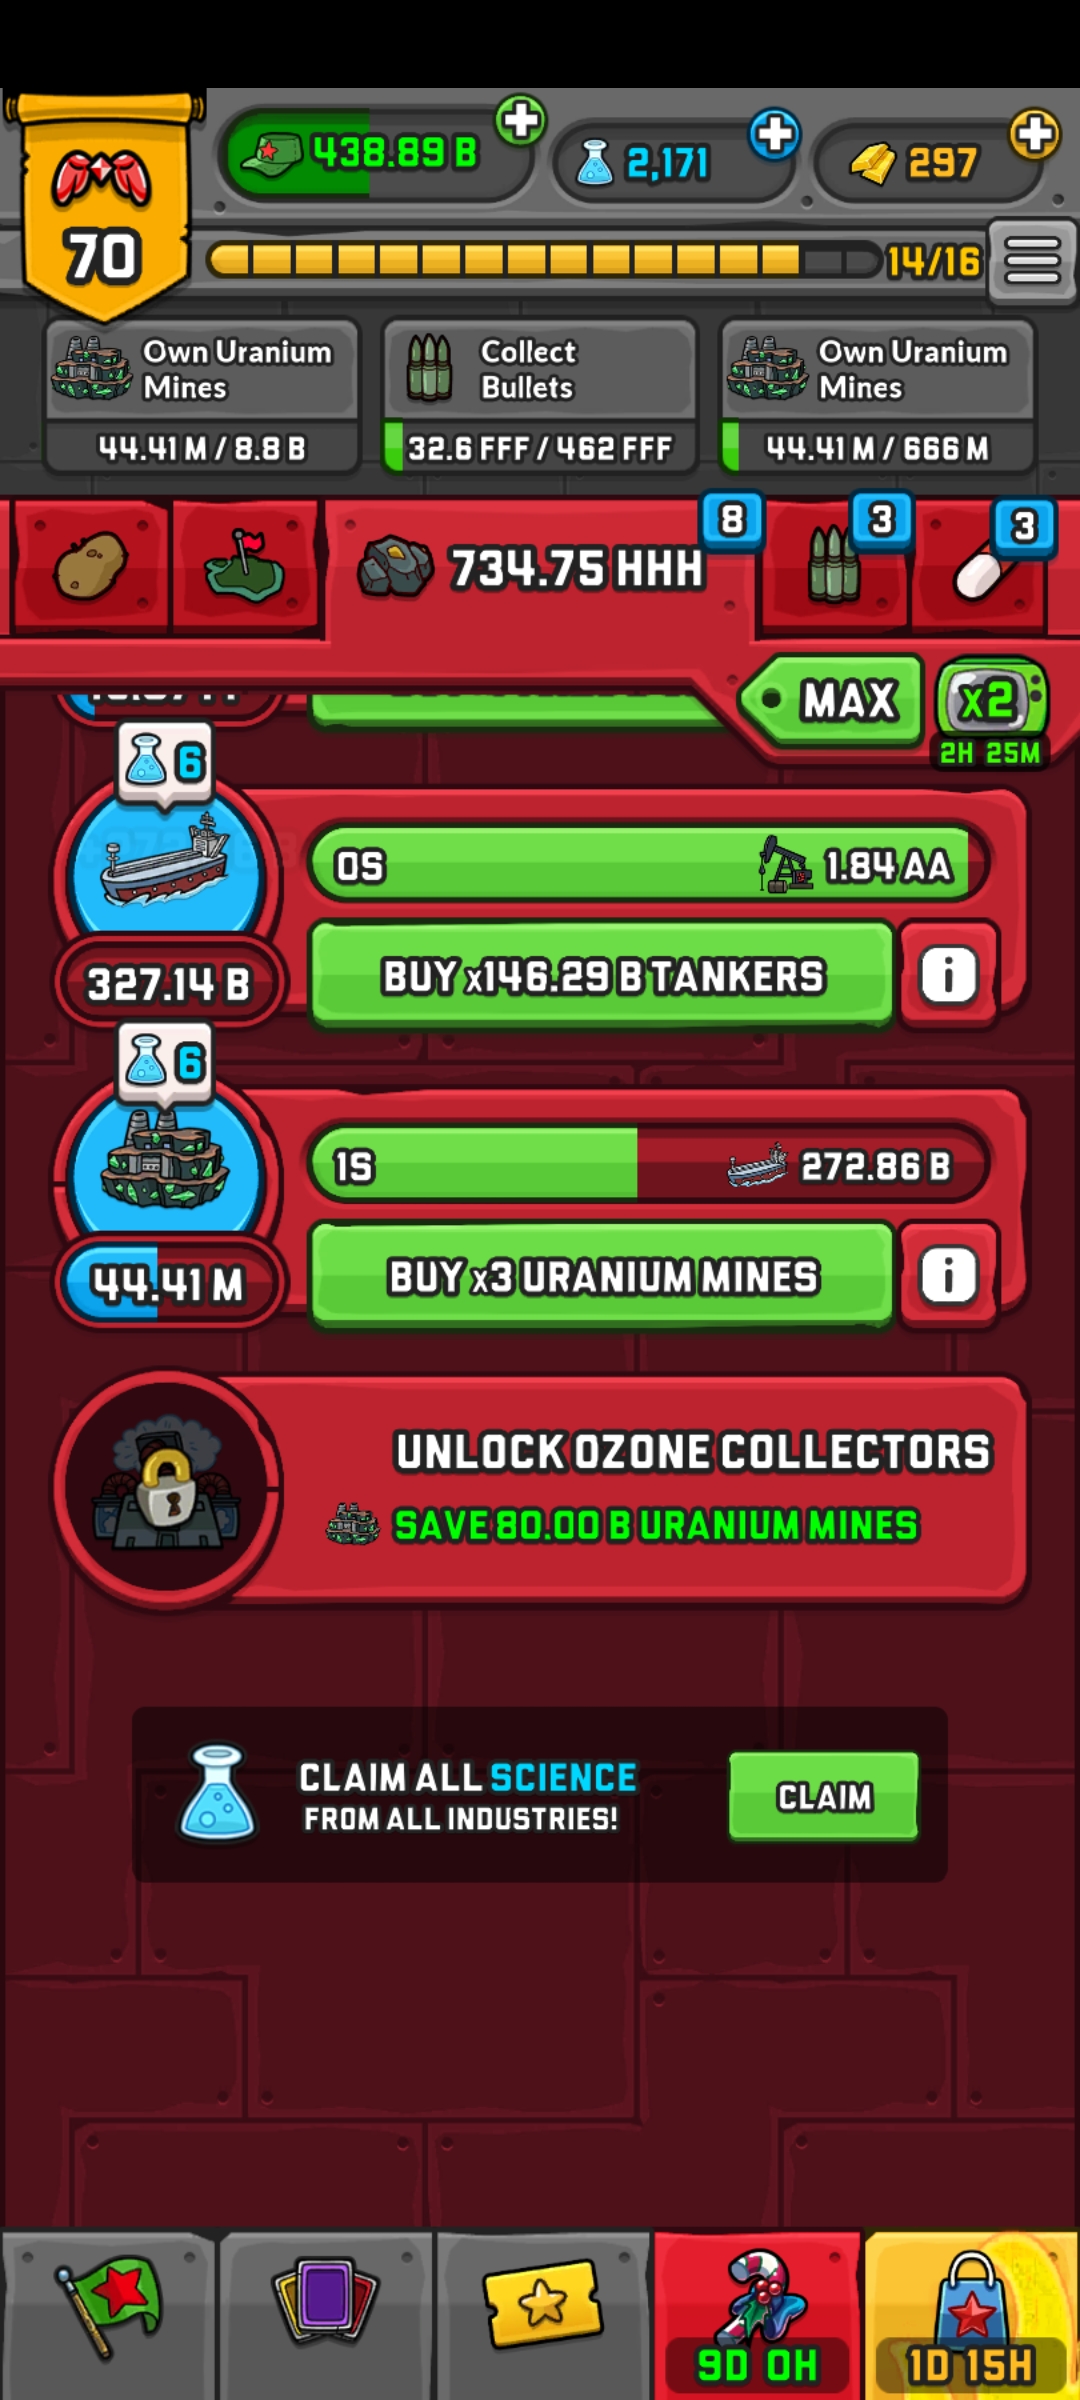 438.89 B
2,171
297
70
14/16
Own Uranium
Mines
44.41 M / 8.8 B
Collect
Bullets
32.6 FFF / 462 FFF
Own Uranium
Mines
44.41 M / 666 M
734.75 HHH
8
3
3
MAX
x2
2H 25M
6
0S
1.84 AA
327.14 B
BUY x146.29 B TANKERS
i
6
1S
272.86 B
44.41 M
BUY x3 URANIUM MINES
i
UNLOCK OZONE COLLECTORS
SAVE 80.00 B URANIUM MINES
CLAIM ALL SCIENCE
FROM ALL INDUSTRIES!
CLAIM
9D 0H
1D 15H